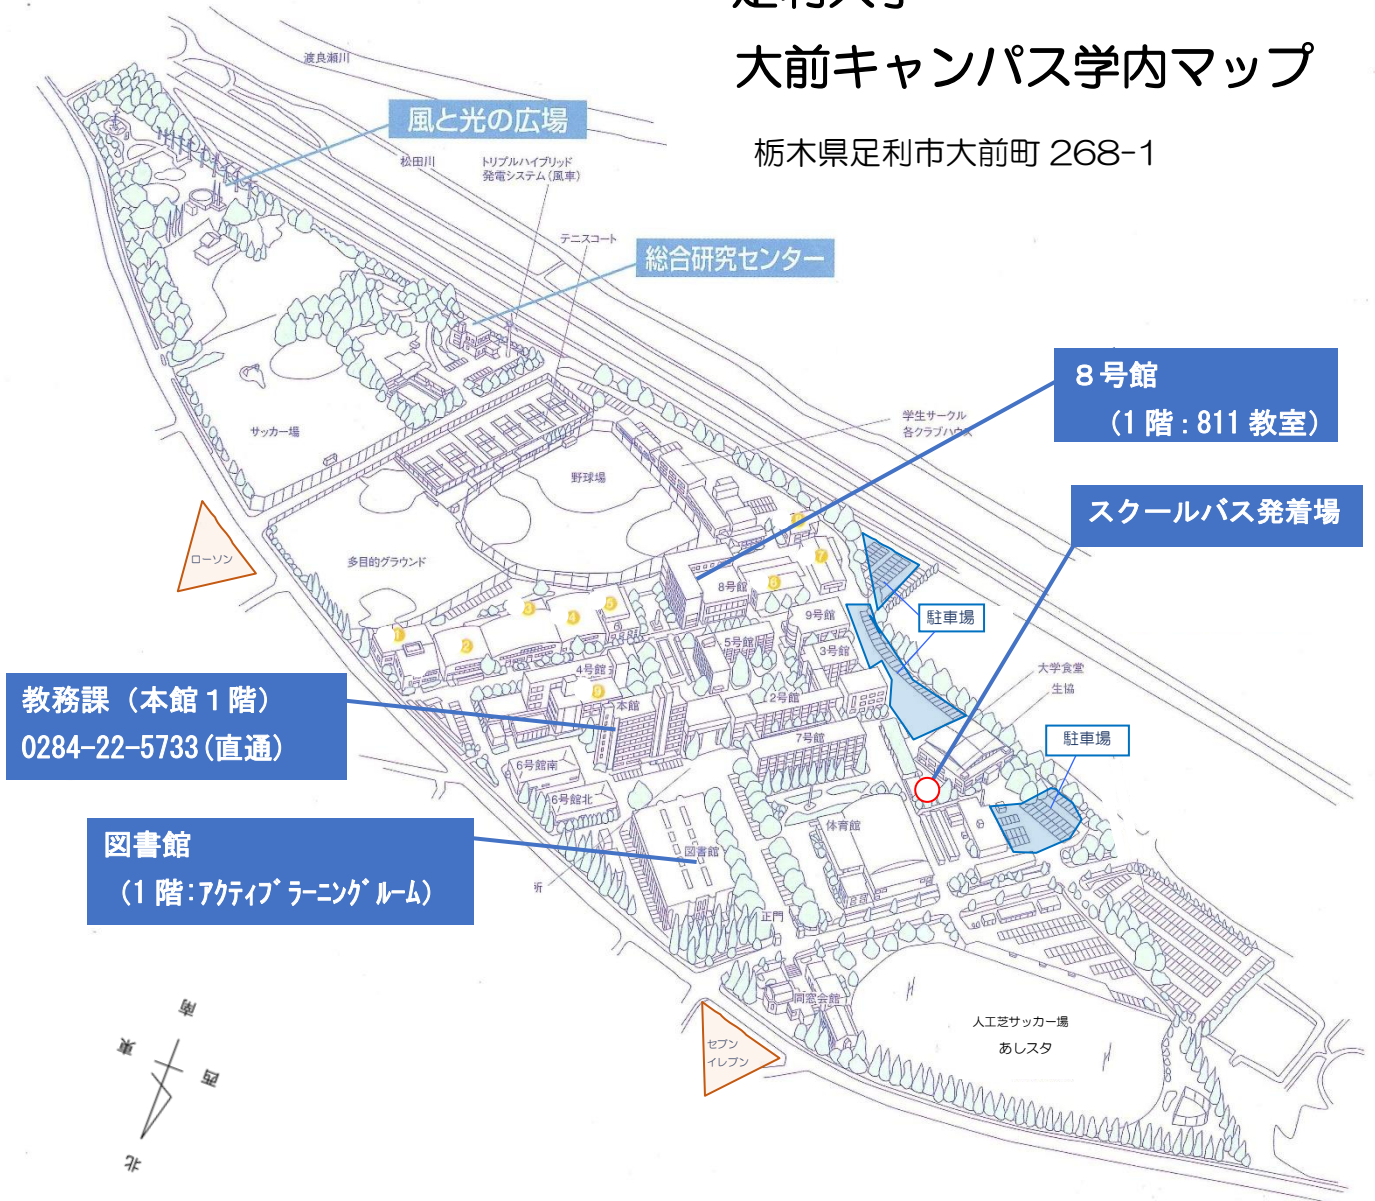 大前キャンパス学内マップ
栃木県足利市大前町 268-1
渡良瀬川
風と光の広場
松田川
トリプルハイブリッド
発電システム(風車)
テニスコート
総合研究センター
8号館
(1階:811教室)
学生サークル
各クラブハウス
サッカー場
野球場
スクールバス発着場
ローソン
多目的グラウンド
8号館
7
6
9号館
駐車場
1
2
3
4
5
5号館
3号館
4号館
大学食堂
生協
教務課(本館1階)
0284-22-5733(直通)
9
本館
2号館
7号館
駐車場
6号館南
6号館北
図書館
(1階:アクティブラーニングルーム)
図書館
体育館
所
正門
同窓会館
人工芝サッカー場
あしスタ
セブン
イレブン
南
東
西
北